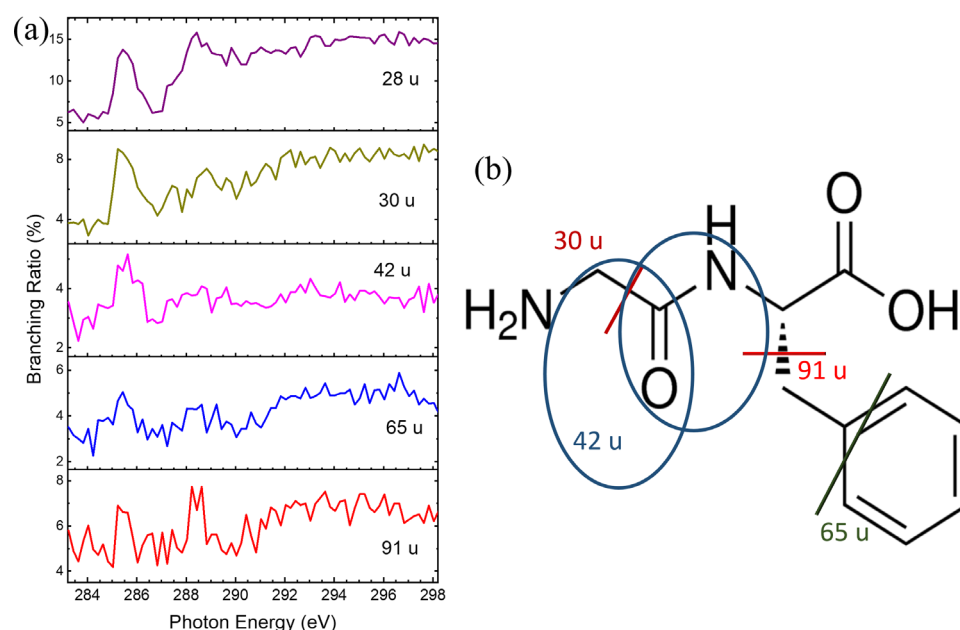 (a)
Branching Ratio (%)
15
10
5
28 u
8
4
30 u
4
2
42 u
6
4
2
65 u
8
6
4
91 u
284 286 288 290 292 294 296 298
Photon Energy (eV)
(b)
30 u
H
N
O
H₂N
OH
O
91 u
42 u
65 u